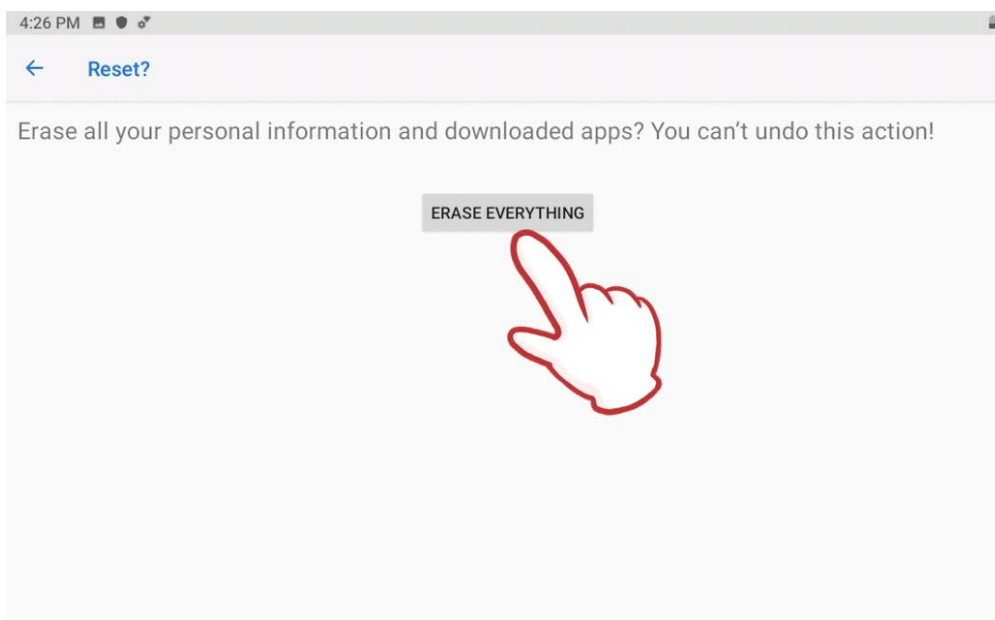 4:26 PM
Reset?
Erase all your personal information and downloaded apps? You can’t undo this action!
ERASE EVERYTHING